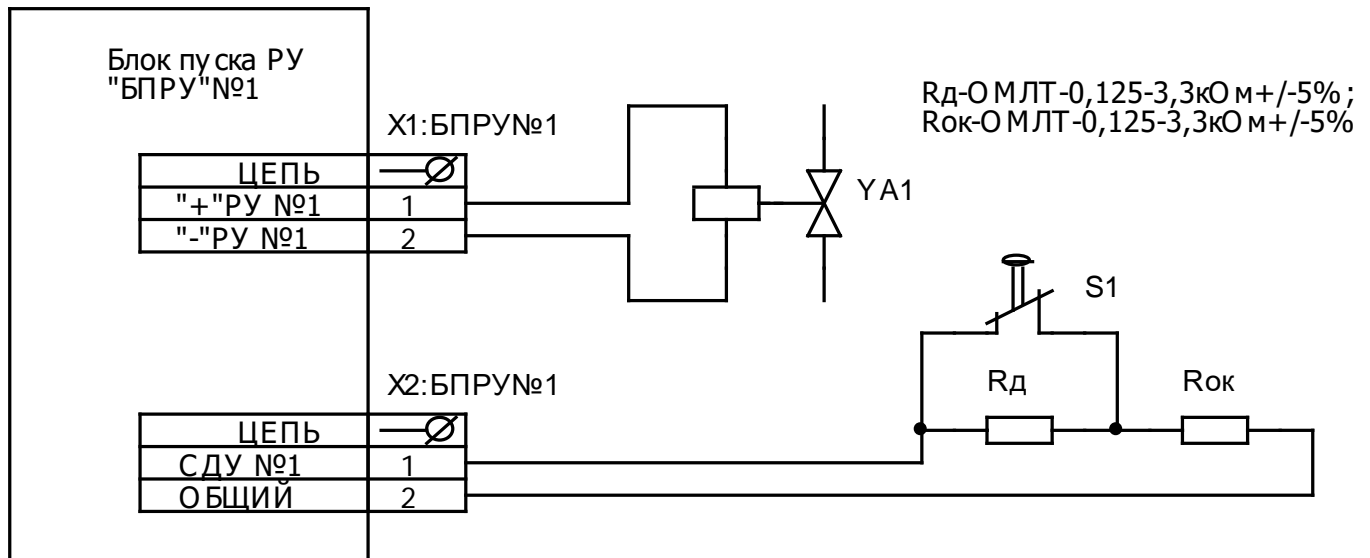 Блок пуска РУ
"БПРУ"№1
Rд-ОМЛТ-0,125-3,3кОм+/-5%;
Rок-ОМЛТ-0,125-3,3кОм+/-5%
X1:БПРУ№1
ЦЕПЬ
"+"РУ №1 1
"-"РУ №1 2
YA1
S1
X2:БПРУ№1
Rд Rок
ЦЕПЬ
СДУ №1 1
ОБЩИЙ 2